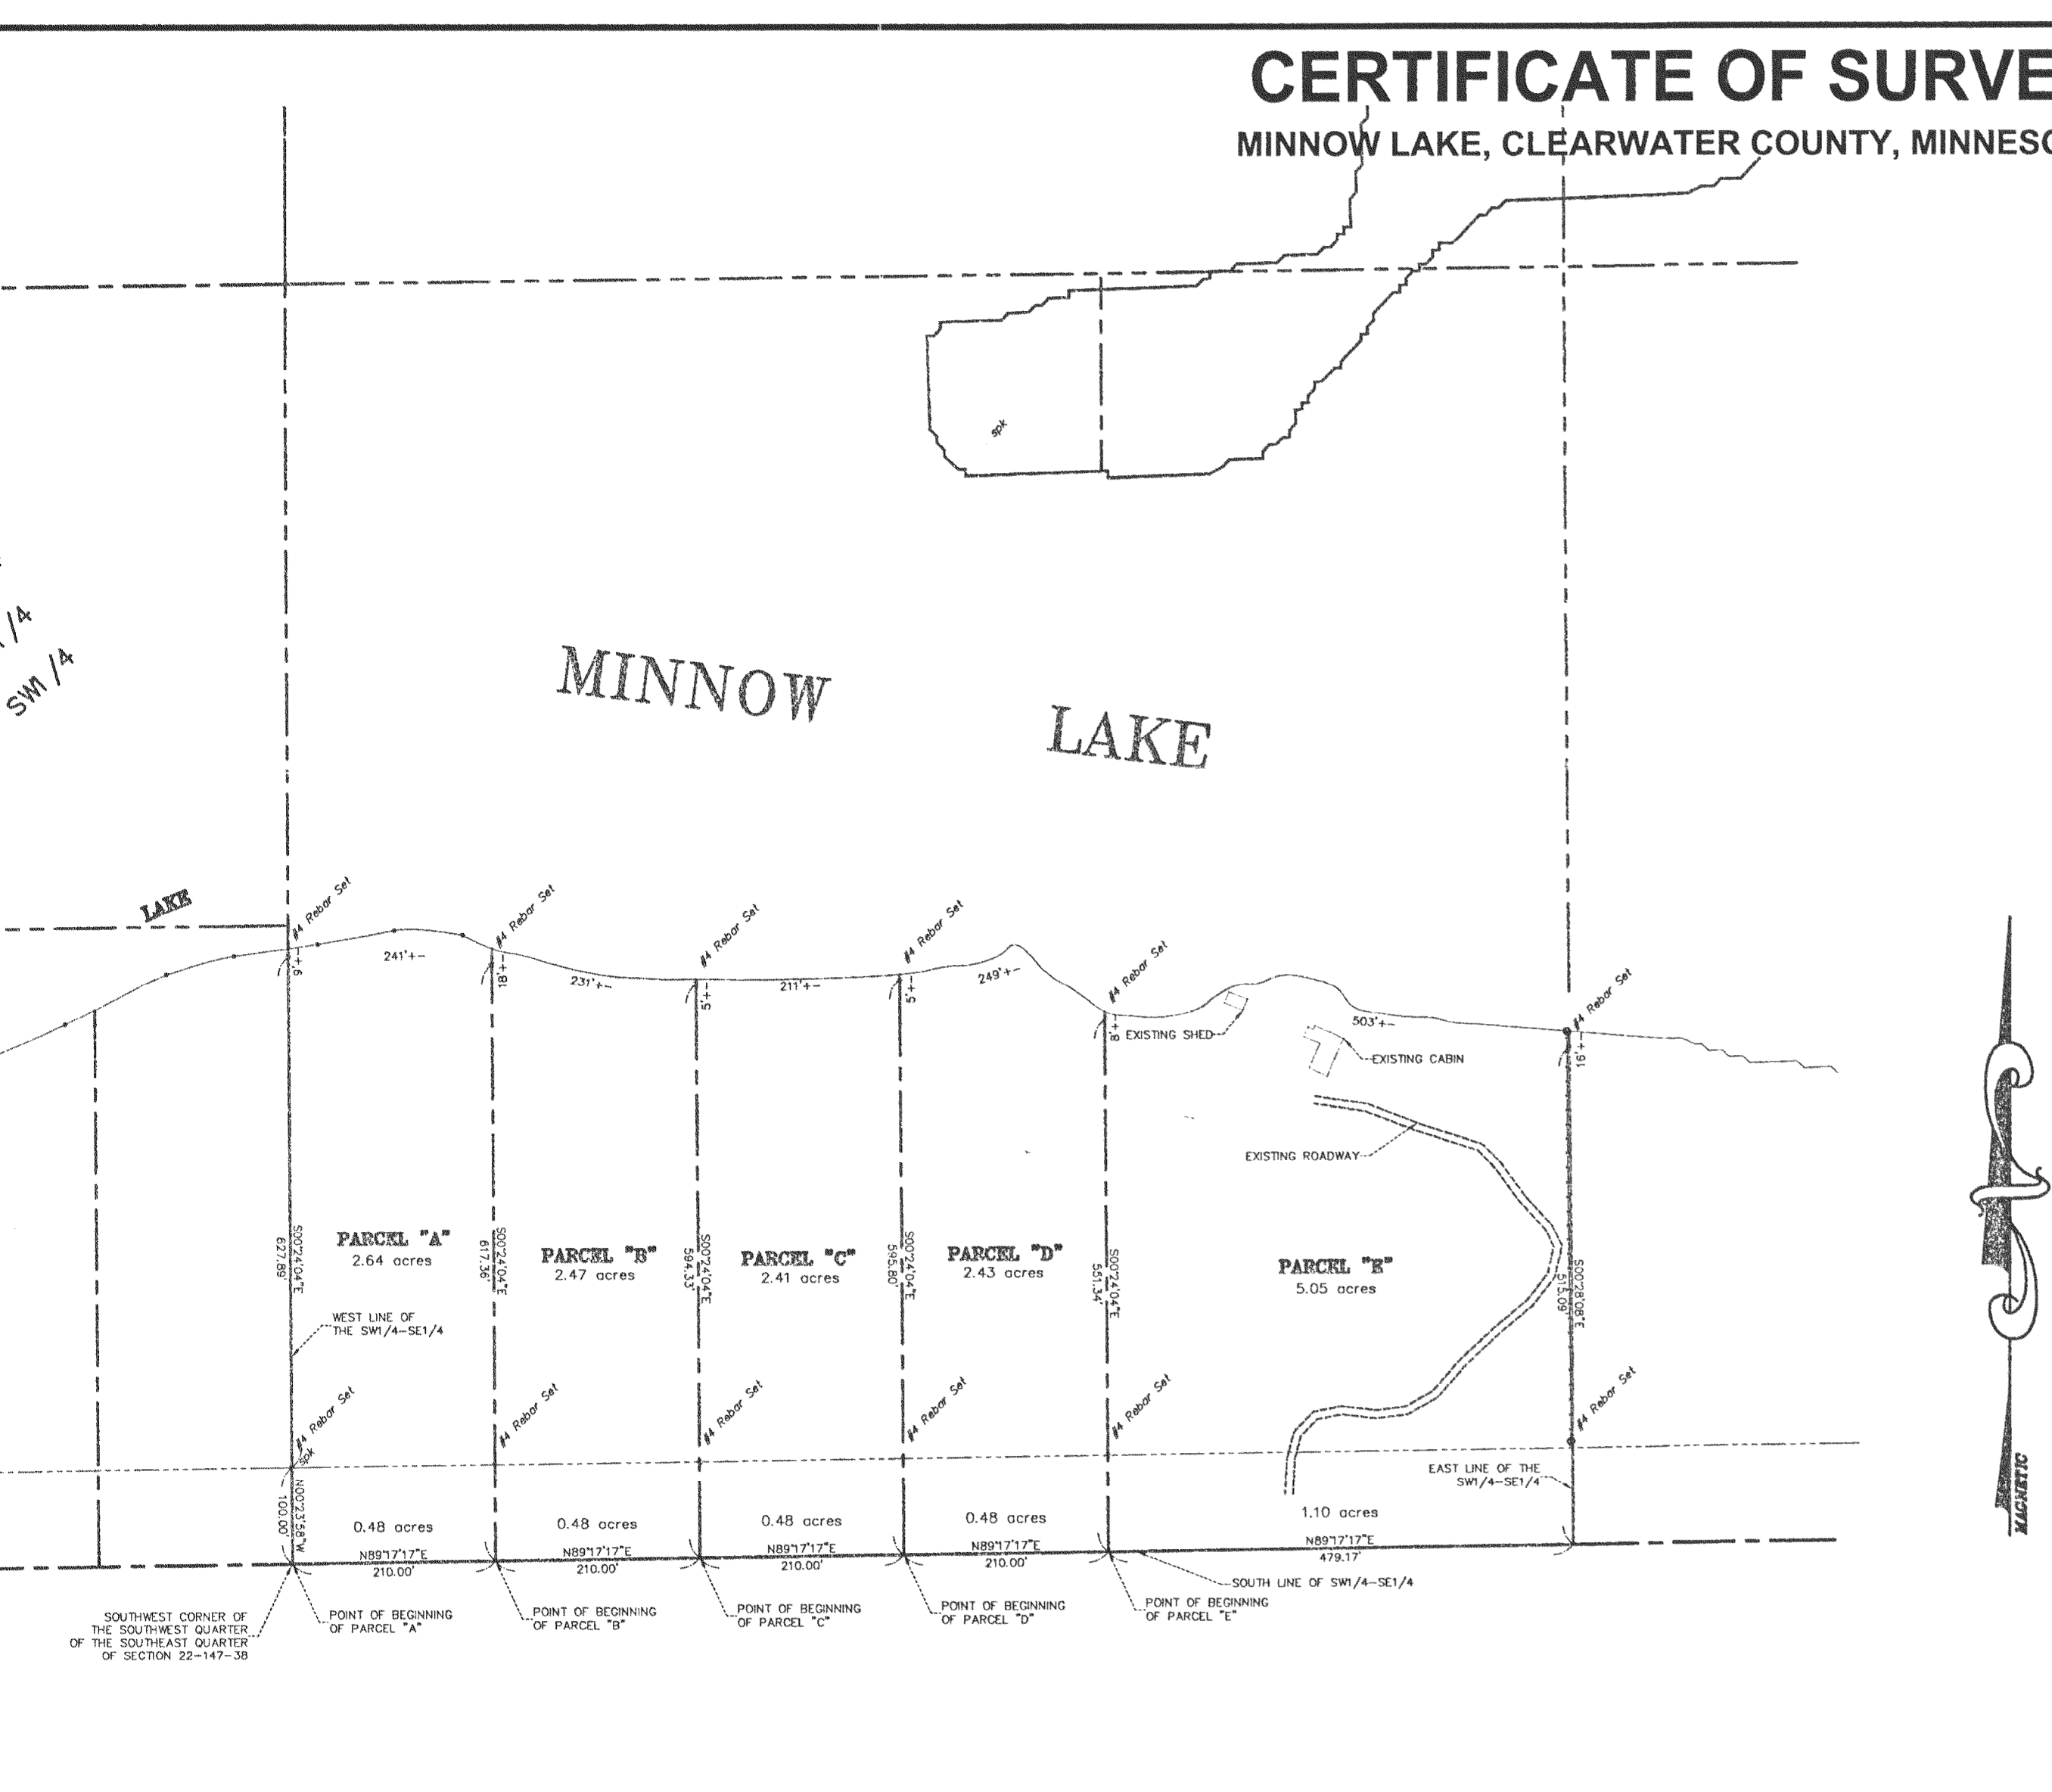 CERTIFICATE OF SURVE
MINNOW LAKE, CLEARWATER COUNTY, MINNESO
spk
1/4
SW1/4
MINNOW
LAKE
LAKE
#4 Rebar Set
#4 Rebar Set
#4 Rebar Set
#4 Rebar Set
#4 Rebar Set
#4 Rebar Set
9'+-
241'+-
18'+-
231'+-
5'+-
211'+-
5'+-
249'+-
8'+-
503'+-
19'+-
EXISTING SHED
EXISTING CABIN
EXISTING ROADWAY
S00°24'04"E
627.89'
PARCEL "A"
2.64 acres
S00°24'04"E
617.36'
PARCEL "B"
2.47 acres
S00°24'04"E
594.33'
PARCEL "C"
2.41 acres
S00°24'04"E
595.80'
PARCEL "D"
2.43 acres
S00°24'04"E
551.34'
PARCEL "E"
5.05 acres
S00°28'08"E
515.09'
WEST LINE OF
THE SW1/4-SE1/4
#4 Rebar Set
spk
#4 Rebar Set
#4 Rebar Set
#4 Rebar Set
#4 Rebar Set
#4 Rebar Set
EAST LINE OF THE
SW1/4-SE1/4
MAGNETIC
N00°23'58"W
100.00'
0.48 acres
0.48 acres
0.48 acres
0.48 acres
1.10 acres
N89°17'17"E
210.00'
N89°17'17"E
210.00'
N89°17'17"E
210.00'
N89°17'17"E
210.00'
N89°17'17"E
479.17'
SOUTH LINE OF SW1/4-SE1/4
SOUTHWEST CORNER OF
THE SOUTHWEST QUARTER
OF THE SOUTHEAST QUARTER
OF SECTION 22-147-38
POINT OF BEGINNING
OF PARCEL "A"
POINT OF BEGINNING
OF PARCEL "B"
POINT OF BEGINNING
OF PARCEL "C"
POINT OF BEGINNING
OF PARCEL "D"
POINT OF BEGINNING
OF PARCEL "E"